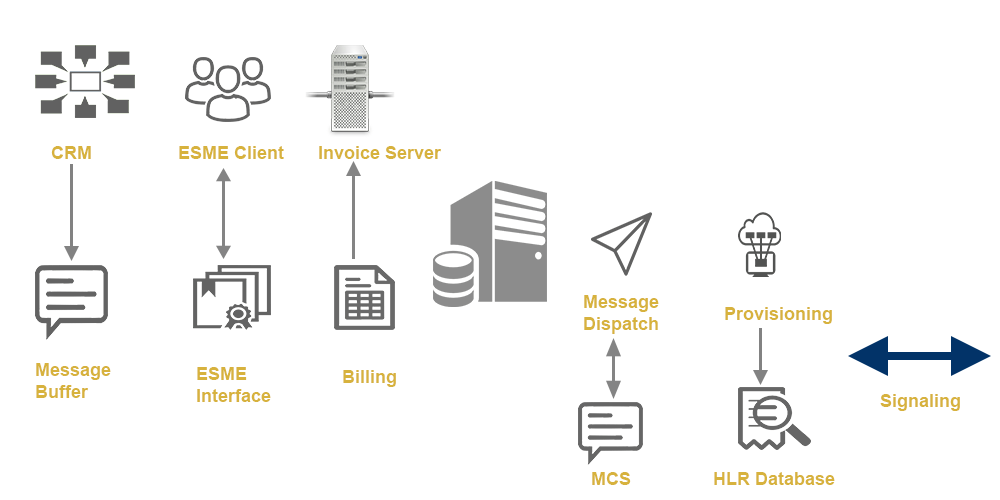 CRM
ESME Client
Invoice Server
Message
Buffer
ESME
Interface
Billing
Message
Dispatch
Provisioning
Signaling
MCS
HLR Database